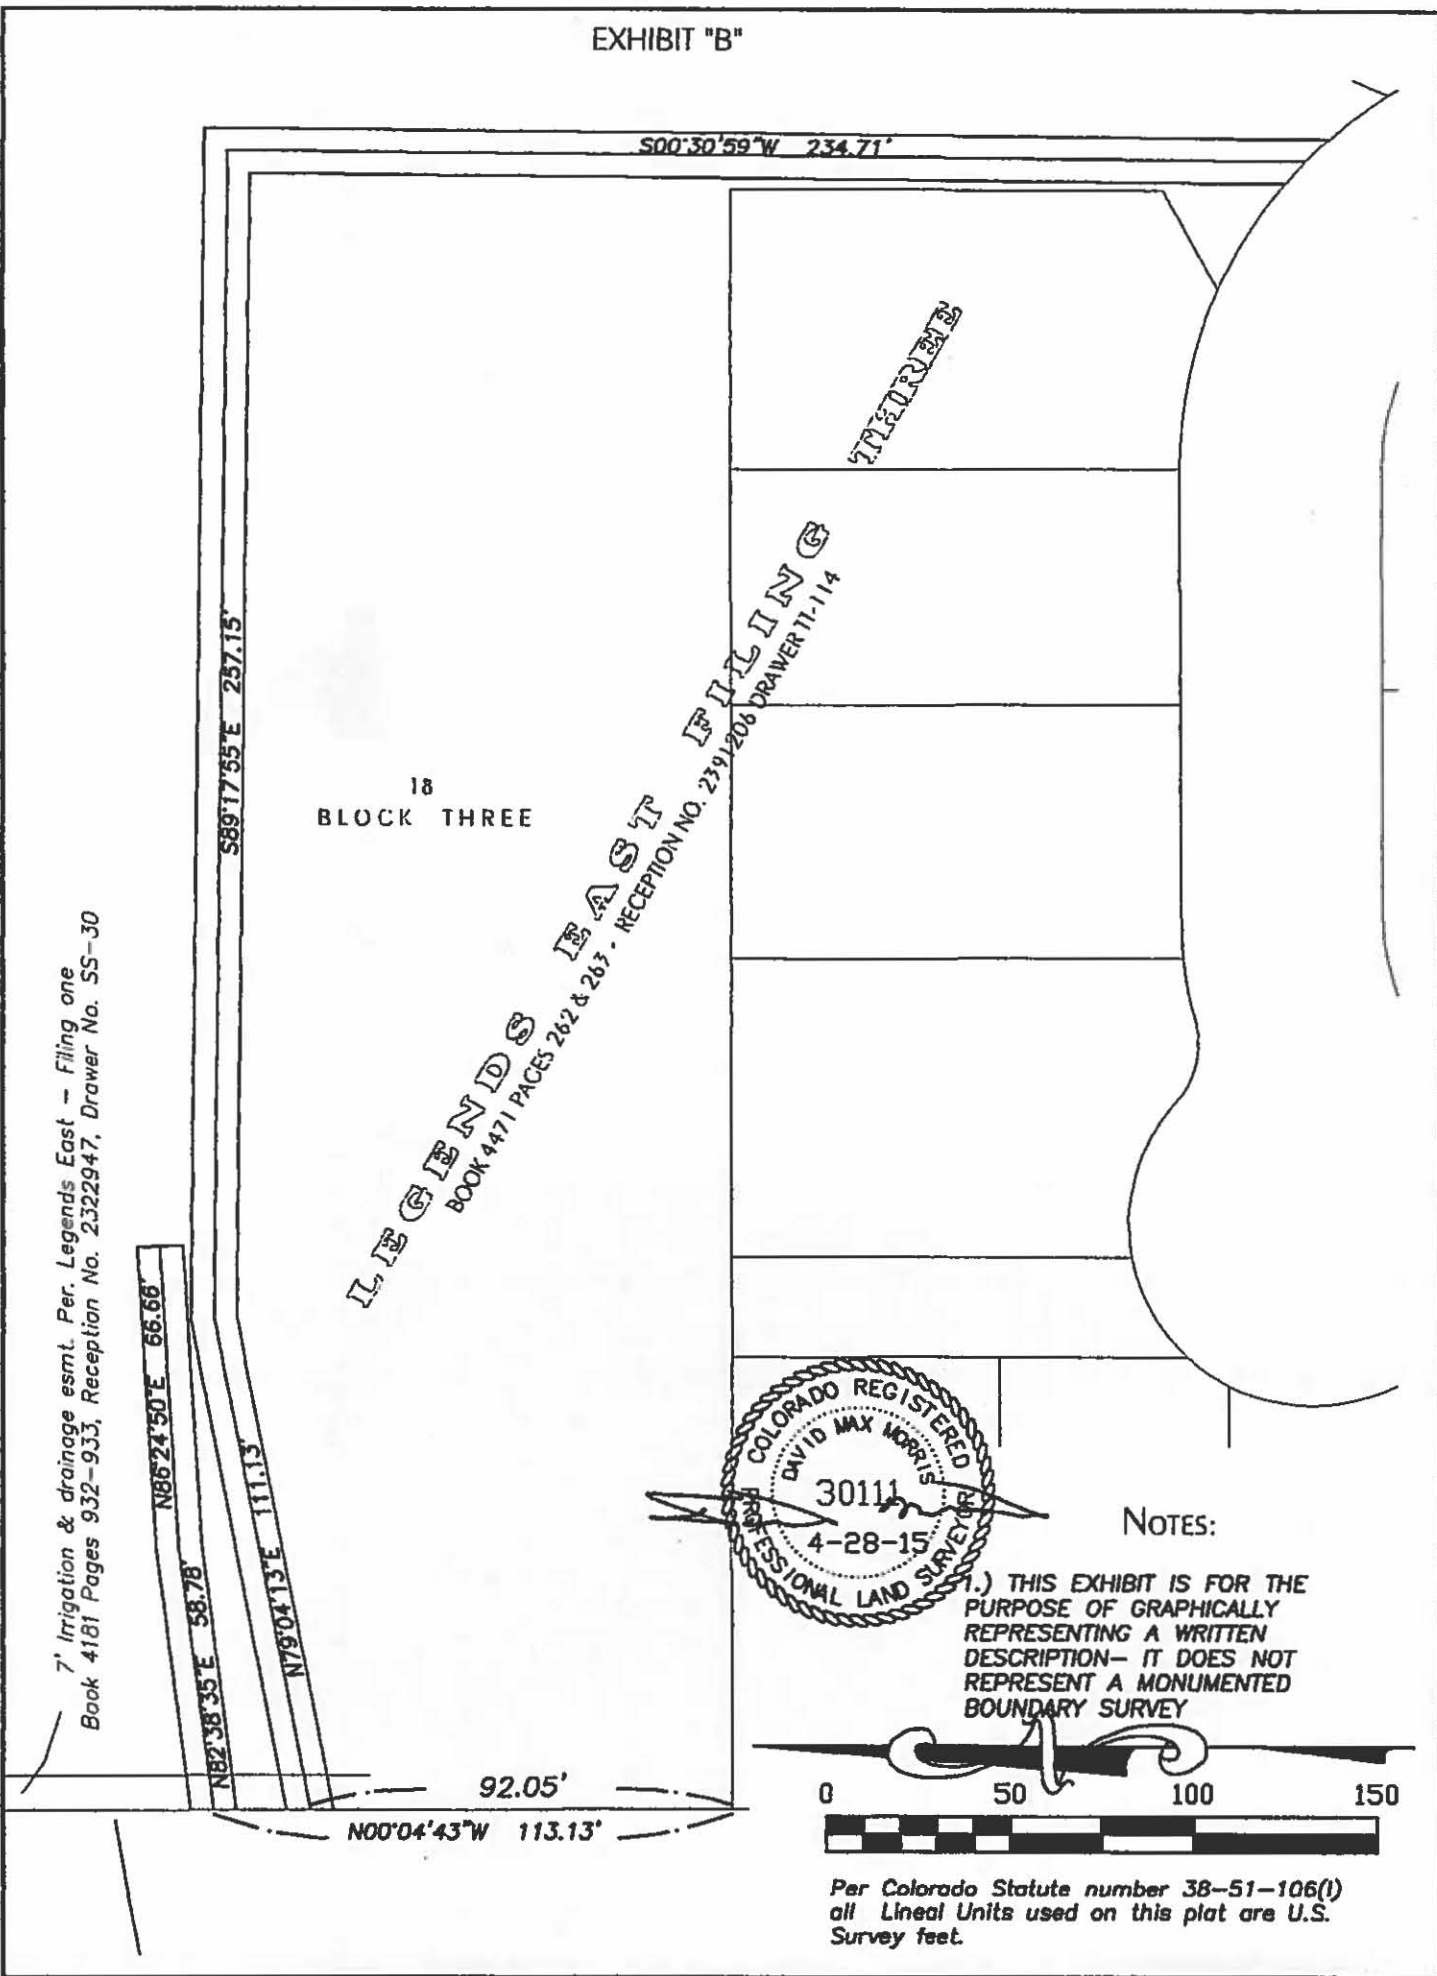 EXHIBIT "B"
S00°30'59"W 234.71'
S89°17'55"E 257.15'
18
BLOCK THREE
LEGENDS EAST FILING THREE
BOOK 4471 PAGES 262 & 263 - RECEPTION NO. 2391206 DRAWER 11-114
7' Irrigation & drainage esmt. Per. Legends East - Filing one
Book 4181 Pages 932-933, Reception No. 2322947, Drawer No. SS-30
N86°24'50"E 66.66'
N82°38'35"E 58.78'
N79°04'13"E 111.13'
COLORADO REGISTERED
DAVID MAX MORRIS
30111
4-28-15
PROFESSIONAL LAND SURVEYOR
NOTES:
1.) THIS EXHIBIT IS FOR THE
PURPOSE OF GRAPHICALLY
REPRESENTING A WRITTEN
DESCRIPTION- IT DOES NOT
REPRESENT A MONUMENTED
BOUNDARY SURVEY
92.05'
N00°04'43"W 113.13'
0 50 100 150
Per Colorado Statute number 38-51-106(l)
all Lineal Units used on this plat are U.S.
Survey feet.